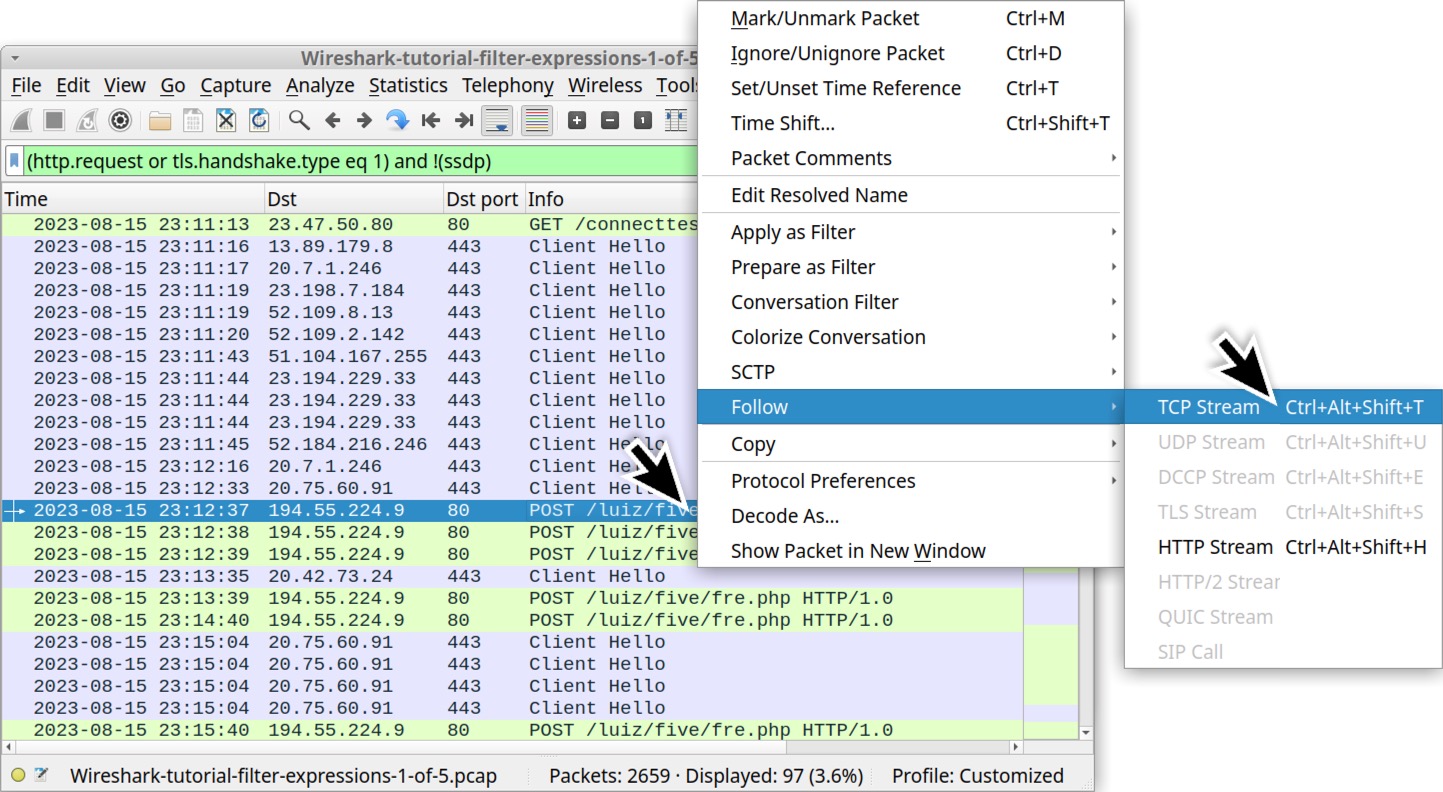 Wireshark-tutorial-filter-expressions-1-of-5
File Edit View Go Capture Analyze Statistics Telephony Wireless Tools
(http.request or tls.handshake.type eq 1) and !(ssdp)
Time Dst Dst port Info
2023-08-15 23:11:13 23.47.50.80 80 GET /connecttes
2023-08-15 23:11:16 13.89.179.8 443 Client Hello
2023-08-15 23:11:17 20.7.1.246 443 Client Hello
2023-08-15 23:11:19 23.198.7.184 443 Client Hello
2023-08-15 23:11:19 52.109.8.13 443 Client Hello
2023-08-15 23:11:20 52.109.2.142 443 Client Hello
2023-08-15 23:11:43 51.104.167.255 443 Client Hello
2023-08-15 23:11:44 23.194.229.33 443 Client Hello
2023-08-15 23:11:44 23.194.229.33 443 Client Hello
2023-08-15 23:11:44 23.194.229.33 443 Client Hello
2023-08-15 23:11:45 52.184.216.246 443 Client Hello
2023-08-15 23:12:16 20.7.1.246 443 Client Hello
2023-08-15 23:12:33 20.75.60.91 443 Client Hello
2023-08-15 23:12:37 194.55.224.9 80 POST /luiz/five
2023-08-15 23:12:38 194.55.224.9 80 POST /luiz/five
2023-08-15 23:12:39 194.55.224.9 80 POST /luiz/five
2023-08-15 23:13:35 20.42.73.24 443 Client Hello
2023-08-15 23:13:39 194.55.224.9 80 POST /luiz/five/fre.php HTTP/1.0
2023-08-15 23:14:40 194.55.224.9 80 POST /luiz/five/fre.php HTTP/1.0
2023-08-15 23:15:04 20.75.60.91 443 Client Hello
2023-08-15 23:15:04 20.75.60.91 443 Client Hello
2023-08-15 23:15:04 20.75.60.91 443 Client Hello
2023-08-15 23:15:04 20.75.60.91 443 Client Hello
2023-08-15 23:15:40 194.55.224.9 80 POST /luiz/five/fre.php HTTP/1.0
Wireshark-tutorial-filter-expressions-1-of-5.pcap Packets: 2659 · Displayed: 97 (3.6%) Profile: Customized
Mark/Unmark Packet Ctrl+M
Ignore/Unignore Packet Ctrl+D
Set/Unset Time Reference Ctrl+T
Time Shift... Ctrl+Shift+T
Packet Comments
Edit Resolved Name
Apply as Filter
Prepare as Filter
Conversation Filter
Colorize Conversation
SCTP
Follow
Copy
Protocol Preferences
Decode As...
Show Packet in New Window
TCP Stream Ctrl+Alt+Shift+T
UDP Stream Ctrl+Alt+Shift+U
DCCP Stream Ctrl+Alt+Shift+E
TLS Stream Ctrl+Alt+Shift+S
HTTP Stream Ctrl+Alt+Shift+H
HTTP/2 Strear
QUIC Stream
SIP Call